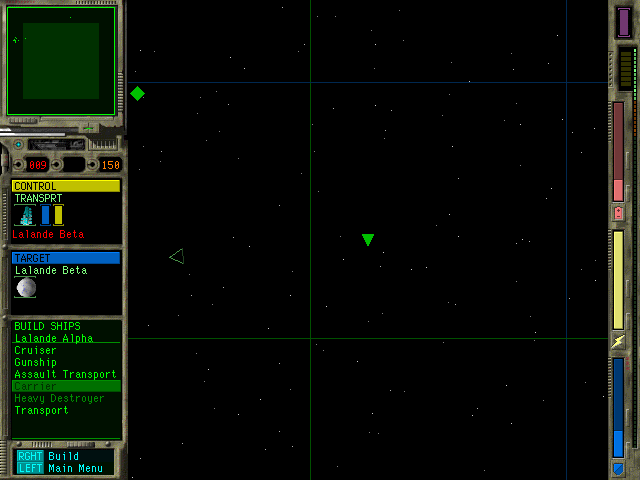 009 150
CONTROL
TRANSPRT
Lalande Beta
TARGET
Lalande Beta
BUILD SHIPS
Lalande Alpha
Cruiser
Gunship
Assault Transport
Carrier
Heavy Destroyer
Transport
RGHT Build
LEFT Main Menu